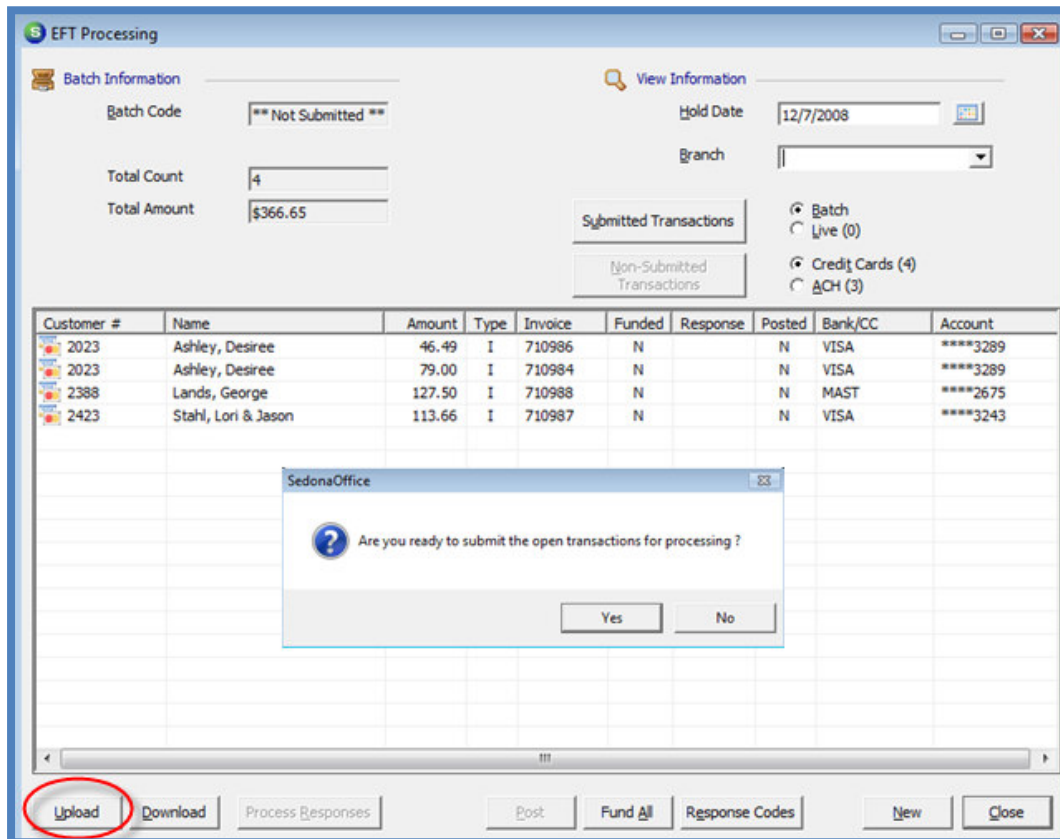 EFT Processing
Batch Information
Batch Code ** Not Submitted **
Total Count 4
Total Amount $366.65
View Information
Hold Date 12/7/2008
Branch
Submitted Transactions
Non-Submitted
Transactions
Batch
Live (0)
Credit Cards (4)
ACH (3)
Customer # Name Amount Type Invoice Funded Response Posted Bank/CC Account
2023 Ashley, Desiree 46.49 I 710986 N N VISA ****3289
2023 Ashley, Desiree 79.00 I 710984 N N VISA ****3289
2388 Lands, George 127.50 I 710988 N N MAST ****2675
2423 Stahl, Lori & Jason 113.66 I 710987 N N VISA ****3243
SedonaOffice
Are you ready to submit the open transactions for processing ?
Yes No
Upload Download Process Responses Post Fund All Response Codes New Close